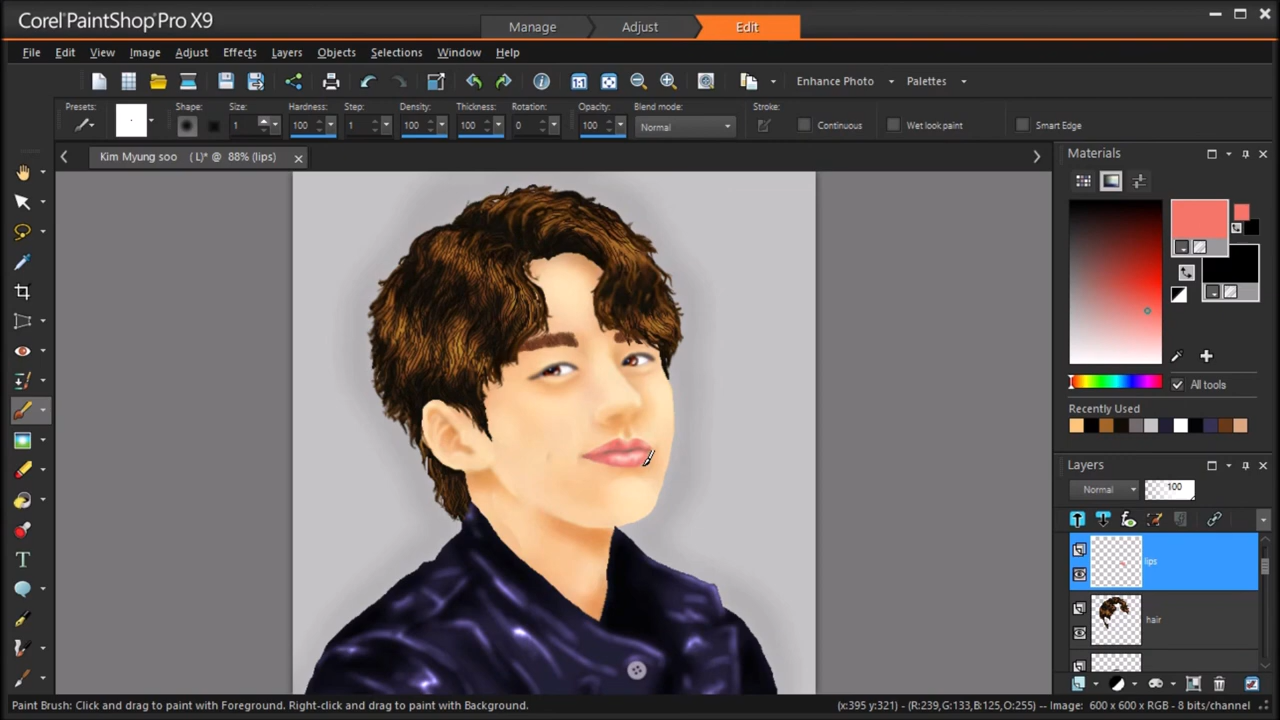 Corel PaintShop Pro X9
Manage Adjust Edit
File Edit View Image Adjust Effects Layers Objects Selections Window Help
Enhance Photo Palettes
Presets: Shape: Size: Hardness: Step: Density: Thickness: Rotation: Opacity: Blend mode: Stroke:
1 100 1 100 100 0 100 Normal Continuous Wet look paint Smart Edge
Kim Myung soo ( L)* @ 88% (lips)
Materials
All tools
Recently Used
Layers
Normal 100
lips
hair
Paint Brush: Click and drag to paint with Foreground. Right-click and drag to paint with Background.
(x:395 y:321) - (R:239,G:133,B:125,O:255) -- Image: 600 x 600 x RGB - 8 bits/channel